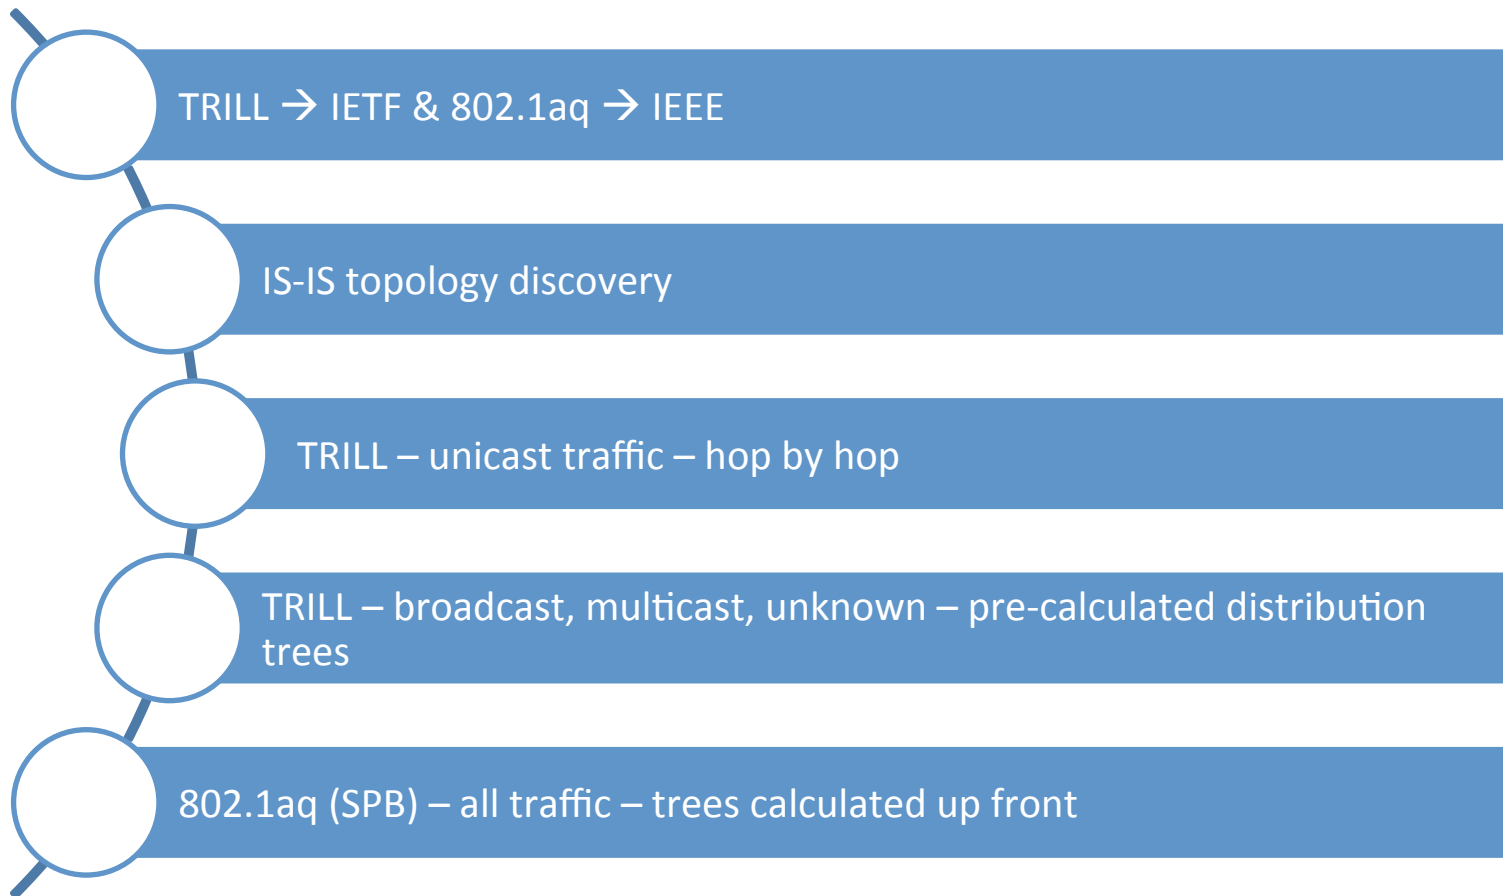 TRILL → IETF & 802.1aq → IEEE
IS-IS topology discovery
TRILL – unicast traffic – hop by hop
TRILL – broadcast, multicast, unknown – pre-calculated distribution
trees
802.1aq (SPB) – all traffic – trees calculated up front